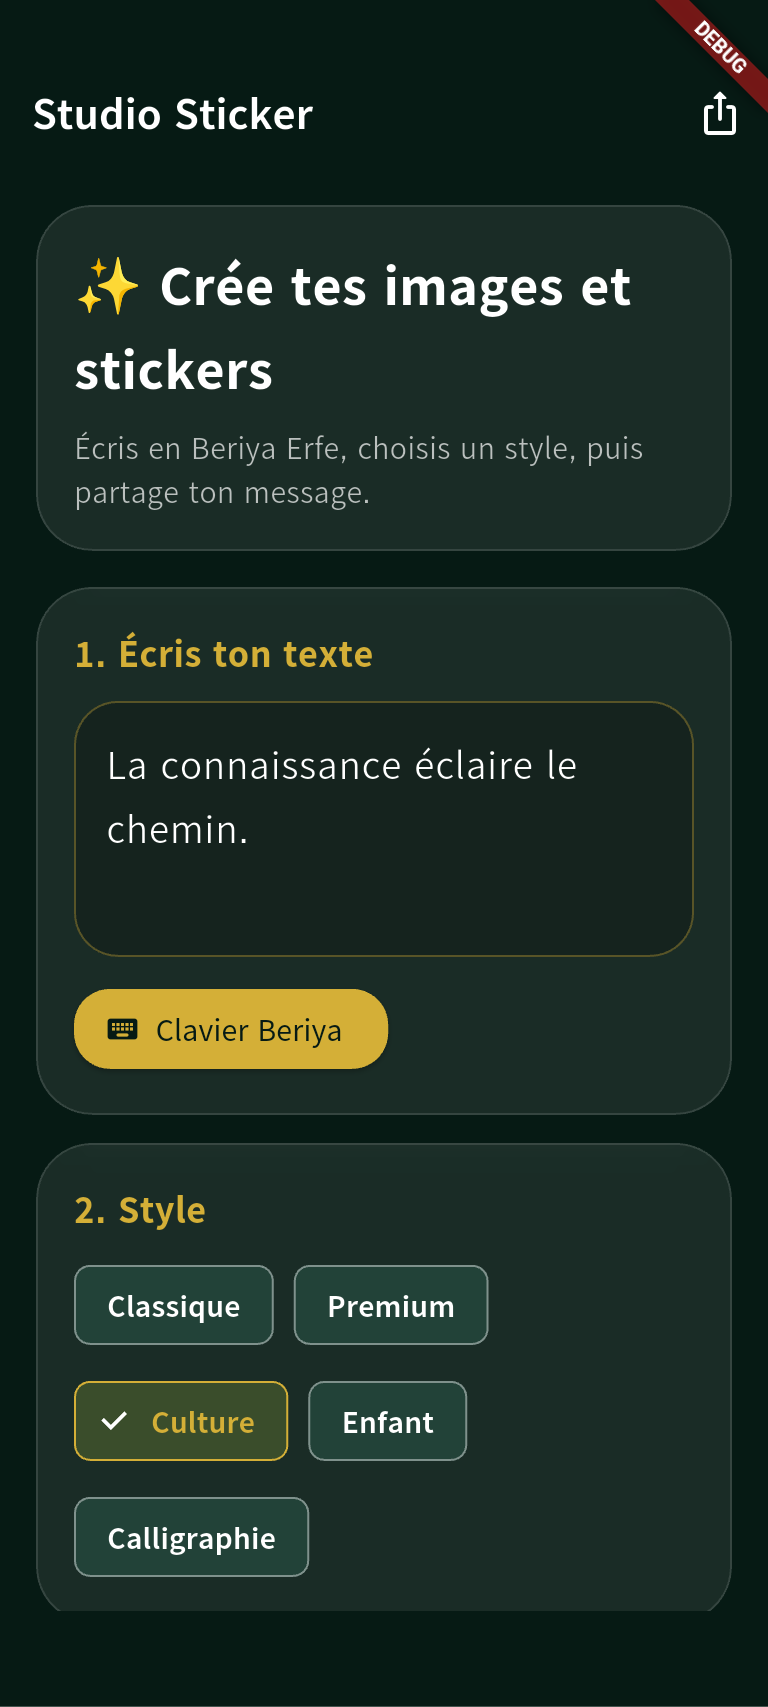 DEBUG
Studio Sticker
✨ Crée tes images et
stickers
Écris en Beriya Erfe, choisis un style, puis
partage ton message.
1. Écris ton texte
La connaissance éclaire le
chemin.
Clavier Beriya
2. Style
Classique Premium
Culture Enfant
Calligraphie